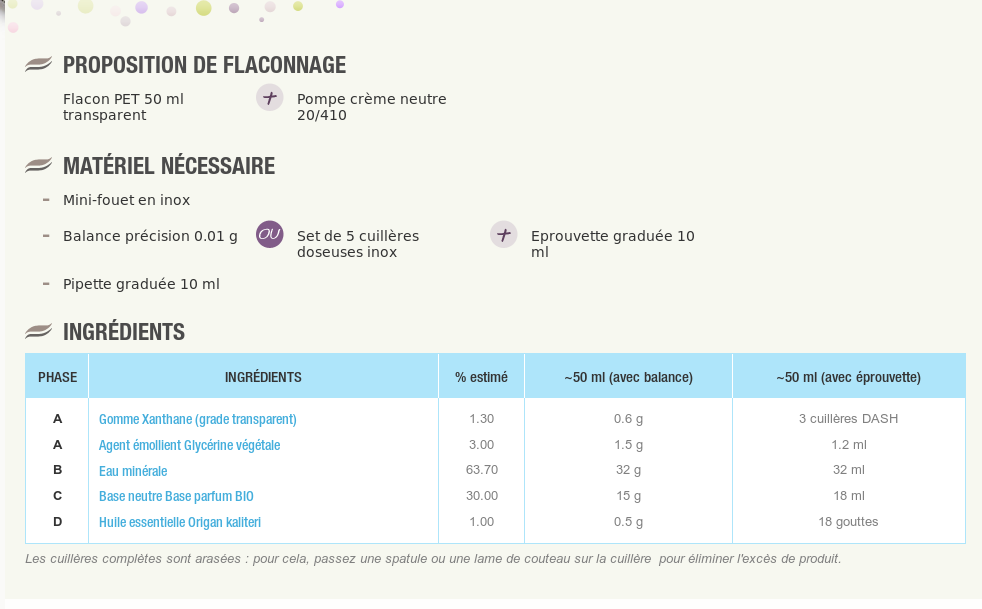 PROPOSITION DE FLACONNAGE
Flacon PET 50 ml transparent + Pompe crème neutre 20/410
MATÉRIEL NÉCESSAIRE
- Mini-fouet en inox
- Balance précision 0.01 g OU Set de 5 cuillères doseuses inox + Eprouvette graduée 10 ml
- Pipette graduée 10 ml
INGRÉDIENTS
PHASE INGRÉDIENTS % estimé ~50 ml (avec balance) ~50 ml (avec éprouvette)
A Gomme Xanthane (grade transparent) 1.30 0.6 g 3 cuillères DASH
A Agent émollient Glycérine végétale 3.00 1.5 g 1.2 ml
B Eau minérale 63.70 32 g 32 ml
C Base neutre Base parfum BIO 30.00 15 g 18 ml
D Huile essentielle Origan kaliteri 1.00 0.5 g 18 gouttes
Les cuillères complètes sont arasées : pour cela, passez une spatule ou une lame de couteau sur la cuillère pour éliminer l'excès de produit.